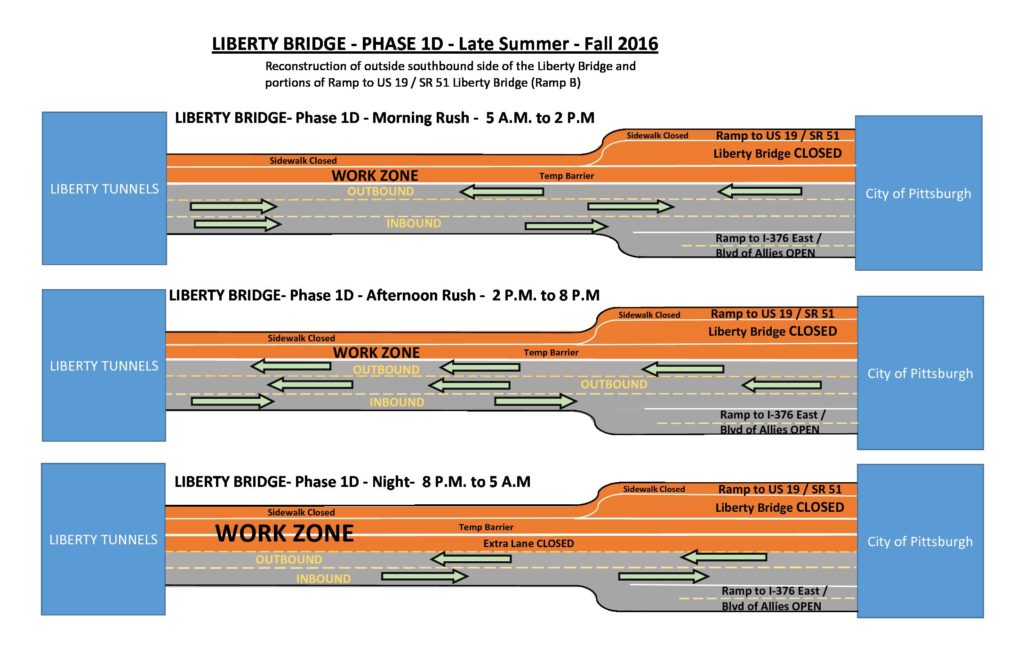 LIBERTY BRIDGE - PHASE 1D - Late Summer - Fall 2016
Reconstruction of outside southbound side of the Liberty Bridge and
portions of Ramp to US 19 / SR 51 Liberty Bridge (Ramp B)
LIBERTY BRIDGE- Phase 1D - Morning Rush - 5 A.M. to 2 P.M
Sidewalk Closed
Ramp to US 19 / SR 51
Liberty Bridge CLOSED
Sidewalk Closed
LIBERTY TUNNELS
WORK ZONE
Temp Barrier
OUTBOUND
City of Pittsburgh
INBOUND
Ramp to I-376 East /
Blvd of Allies OPEN
LIBERTY BRIDGE- Phase 1D - Afternoon Rush - 2 P.M. to 8 P.M
Sidewalk Closed
Ramp to US 19 / SR 51
Liberty Bridge CLOSED
Sidewalk Closed
WORK ZONE
Temp Barrier
LIBERTY TUNNELS
OUTBOUND
City of Pittsburgh
OUTBOUND
INBOUND
Ramp to I-376 East /
Blvd of Allies OPEN
LIBERTY BRIDGE- Phase 1D - Night- 8 P.M. to 5 A.M
Sidewalk Closed
Ramp to US 19 / SR 51
Liberty Bridge CLOSED
Sidewalk Closed
WORK ZONE
Temp Barrier
LIBERTY TUNNELS
Extra Lane CLOSED
City of Pittsburgh
OUTBOUND
INBOUND
Ramp to I-376 East /
Blvd of Allies OPEN